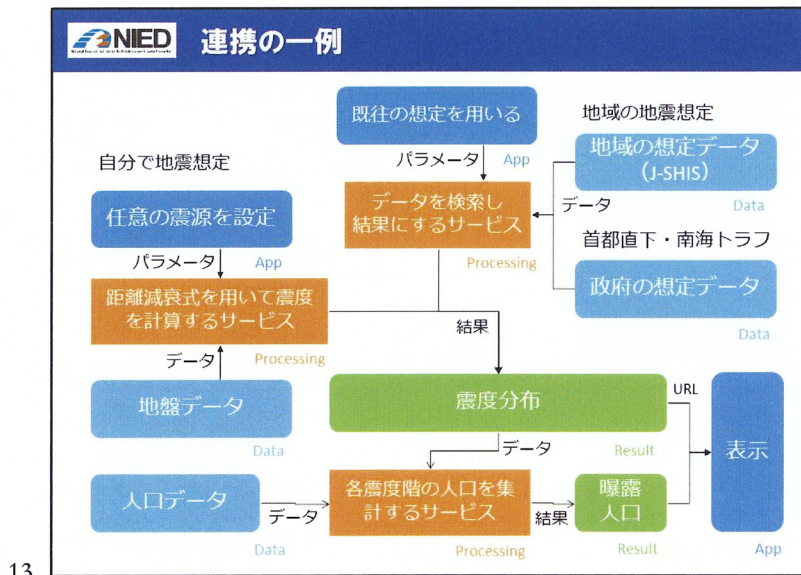 NIED
連携の一例
既往の想定を用いる
パラメータ
App
地域の地震想定
地域の想定データ
（J-SHIS）
Data
データ
データを検索し
結果にするサービス
Processing
首都直下・南海トラフ
政府の想定データ
Data
自分で地震想定
任意の震源を設定
パラメータ
App
距離減衰式を用いて震度
を計算するサービス
Processing
データ
地盤データ
Data
結果
震度分布
Result
URL
表示
App
データ
人口データ
Data
データ
各震度階の人口を集
計するサービス
Processing
結果
曝露
人口
Result
13